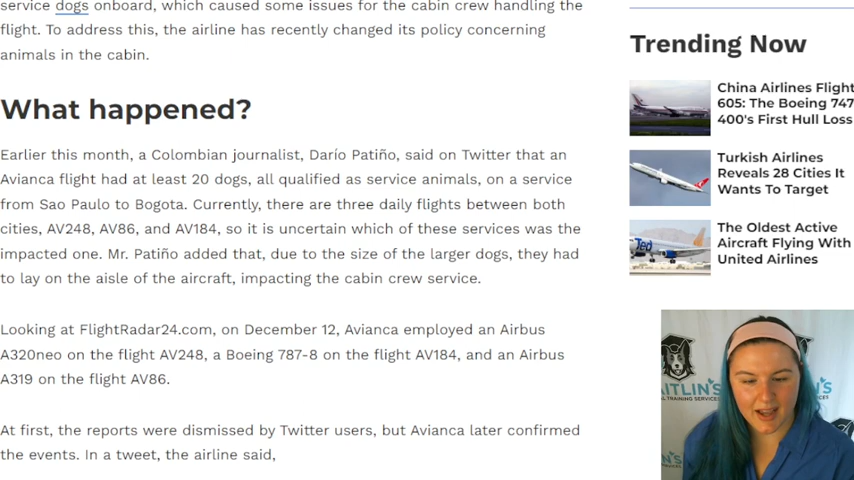 service dogs onboard, which caused some issues for the cabin crew handling the
flight. To address this, the airline has recently changed its policy concerning
animals in the cabin.
What happened?
Earlier this month, a Colombian journalist, Darío Patiño, said on Twitter that an
Avianca flight had at least 20 dogs, all qualified as service animals, on a service
from Sao Paulo to Bogota. Currently, there are three daily flights between both
cities, AV248, AV86, and AV184, so it is uncertain which of these services was the
impacted one. Mr. Patiño added that, due to the size of the larger dogs, they had
to lay on the aisle of the aircraft, impacting the cabin crew service.
Looking at FlightRadar24.com, on December 12, Avianca employed an Airbus
A320neo on the flight AV248, a Boeing 787-8 on the flight AV184, and an Airbus
A319 on the flight AV86.
At first, the reports were dismissed by Twitter users, but Avianca later confirmed
the events. In a tweet, the airline said,
Trending Now
China Airlines Flight
605: The Boeing 747
400's First Hull Loss
Turkish Airlines
Reveals 28 Cities It
Wants To Target
Ted
The Oldest Active
Aircraft Flying With
United Airlines
AITLIN'S
AL TRAINING SERVICES